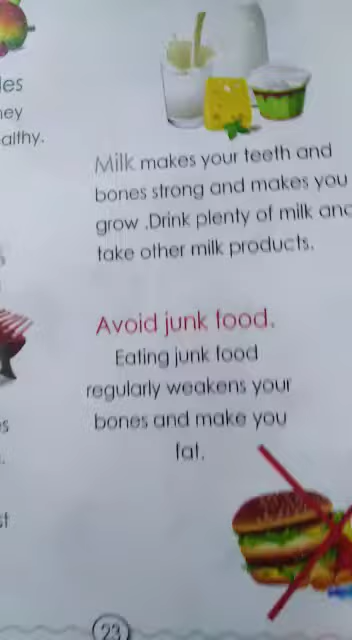 ealthy.
Milk makes your teeth and
bones strong and makes you
grow .Drink plenty of milk and
take other milk products.
Avoid junk food.
Eating junk food
regularly weakens your
bones and make you
fat.
23